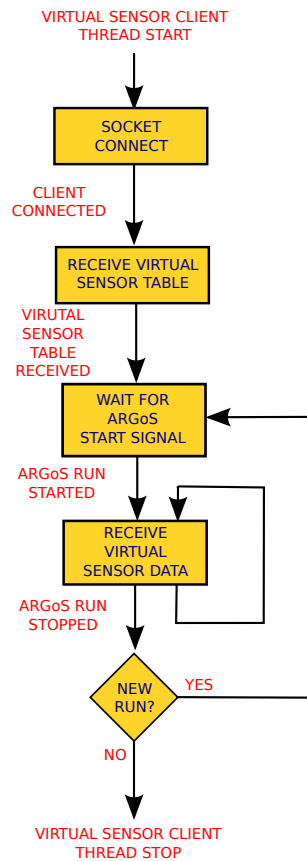 VIRTUAL SENSOR CLIENT
THREAD START
SOCKET
CONNECT
CLIENT
CONNECTED
RECEIVE VIRTUAL
SENSOR TABLE
VIRUTAL
SENSOR
TABLE
RECEIVED
WAIT FOR
ARGoS
START SIGNAL
ARGoS RUN
STARTED
RECEIVE
VIRTUAL
SENSOR DATA
ARGoS RUN
STOPPED
NEW
RUN?
YES
NO
VIRTUAL SENSOR CLIENT
THREAD STOP